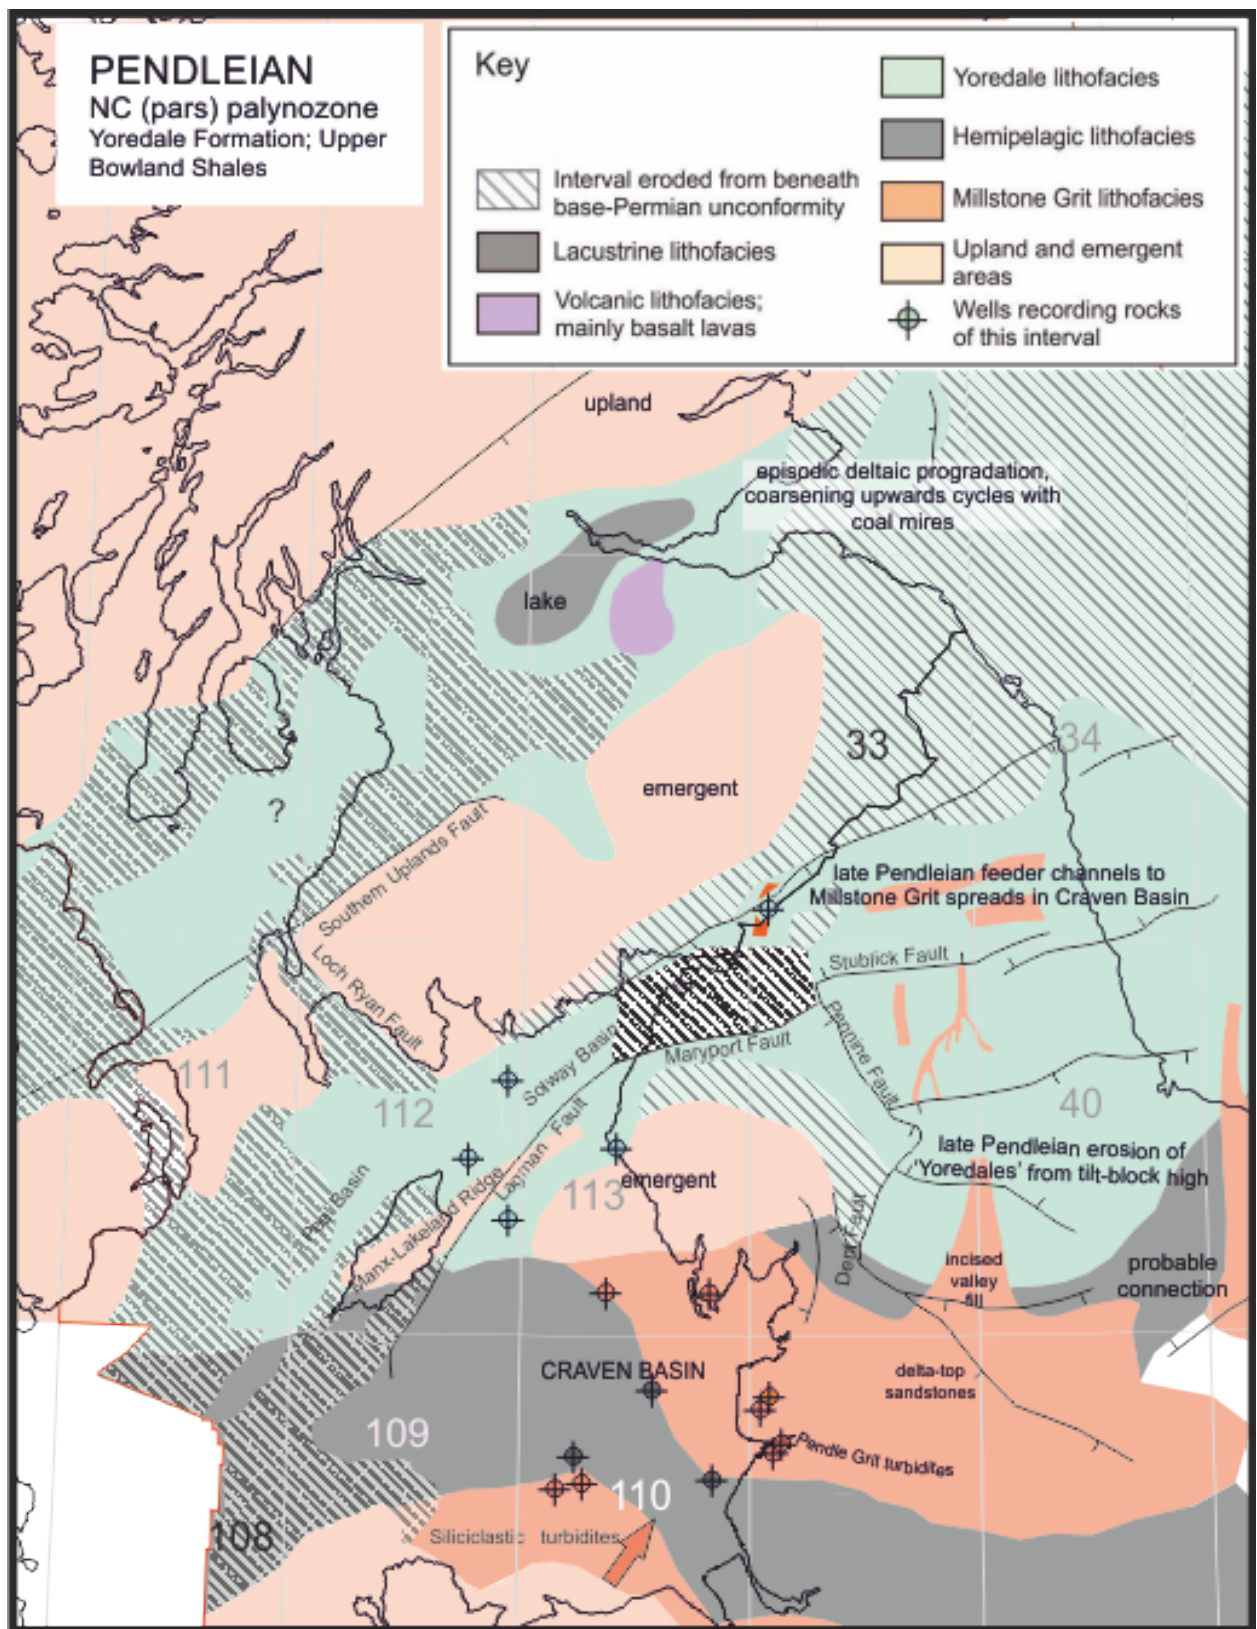 PENDLEIAN
NC (pars) palynozone
Yoredale Formation; Upper
Bowland Shales
Key
Interval eroded from beneath
base-Permian unconformity
Lacustrine lithofacies
Volcanic lithofacies;
mainly basalt lavas
Yoredale lithofacies
Hemipelagic lithofacies
Millstone Grit lithofacies
Upland and emergent
areas
Wells recording rocks
of this interval
upland
episodic deltaic progradation,
coarsening upwards cycles with
coal mires
lake
33
34
emergent
?
Southern Uplands Fault
late Pendleian feeder channels to
Millstone Grit spreads in Craven Basin
Loch Ryan Fault
Stublick Fault
Solway Basin
Maryport Fault
Pennine Fault
111
112
40
late Pendleian erosion of
'Yoredales' from tilt-block high
Lagman Fault
Peel Basin
Manx-Lakeland Ridge
113
emergent
Dent Fault
incised
valley
fill
probable
connection
CRAVEN BASIN
delta-top
sandstones
109
Pendle Grit turbidites
110
108
Siliciclastic turbidites